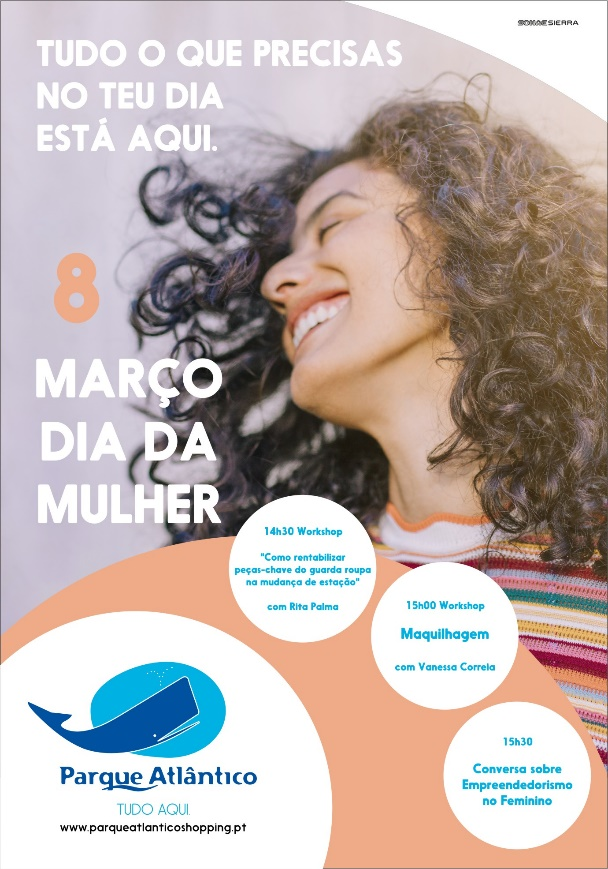 SONAE SIERRA
TUDO O QUE PRECISAS
NO TEU DIA
ESTÁ AQUI.
8
MARÇO
DIA DA
MULHER
14h30 Workshop
"Como rentabilizar
peças-chave do guarda roupa
na mudança de estação"
com Rita Palma
15h00 Workshop
Maquilhagem
com Vanessa Correia
15h30
Conversa sobre
Empreendedorismo
no Feminino
Parque Atlântico
TUDO AQUI.
www.parqueatlanticoshopping.pt